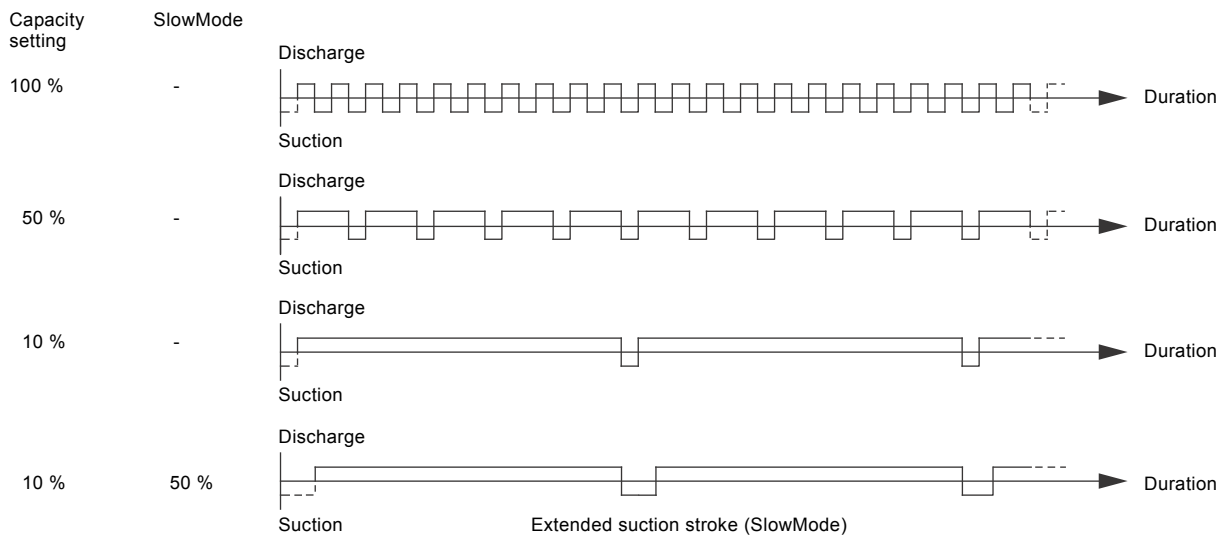 Capacity
setting
SlowMode
Discharge
100 %
-
Duration
Suction
Discharge
50 %
-
Duration
Suction
Discharge
10 %
-
Duration
Suction
Discharge
10 %
50 %
Duration
Suction
Extended suction stroke (SlowMode)